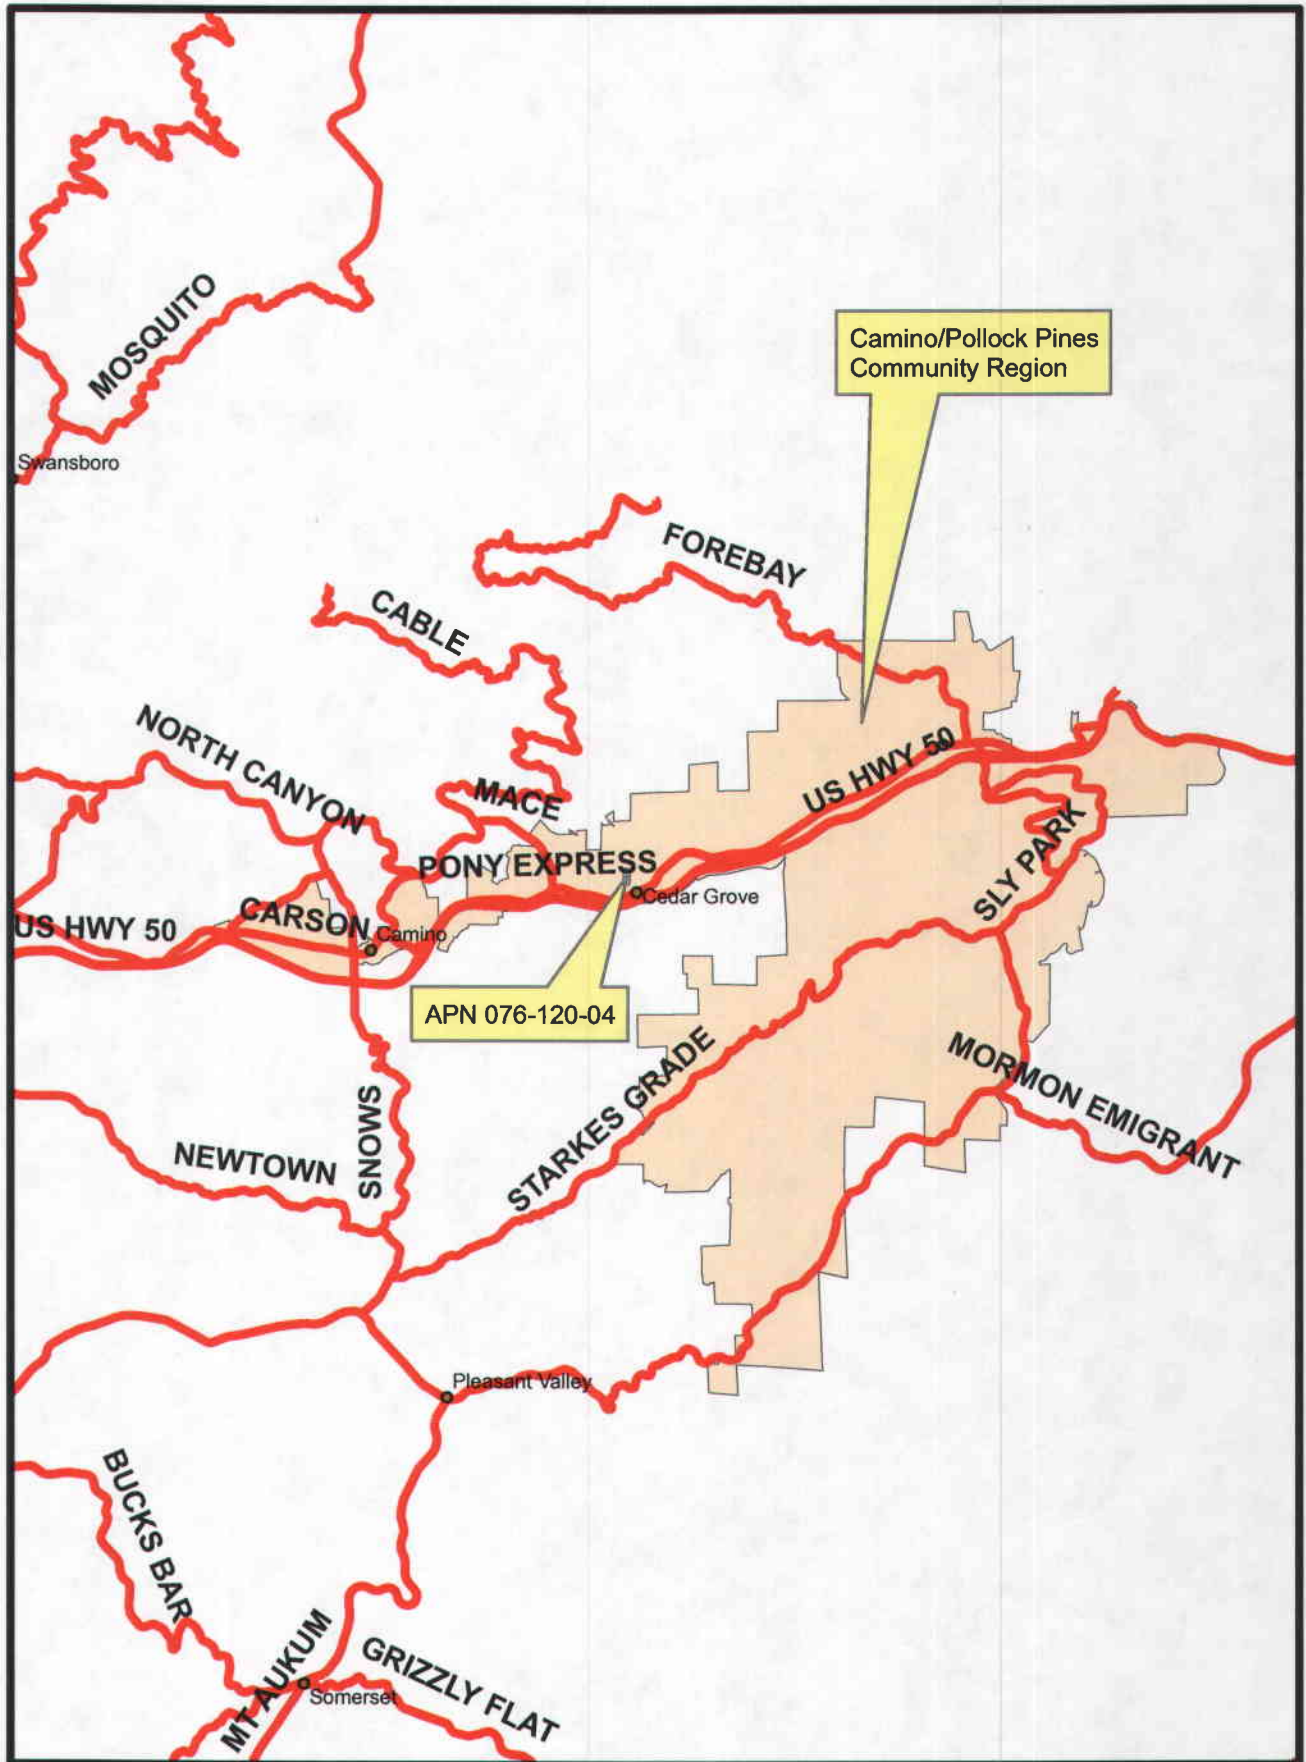 MOSQUITO
Camino/Pollock Pines
Community Region
Swansboro
FOREBAY
CABLE
NORTH CANYON
US HWY 50
MACE
SLY PARK
PONY EXPRESS
Cedar Grove
CARSON
US HWY 50
Camino
APN 076-120-04
MORMON EMIGRANT
STARKES GRADE
SNOWS
NEWTOWN
Pleasant Valley
BUCKS BAR
MT AUKUM
GRIZZLY FLAT
Somerset